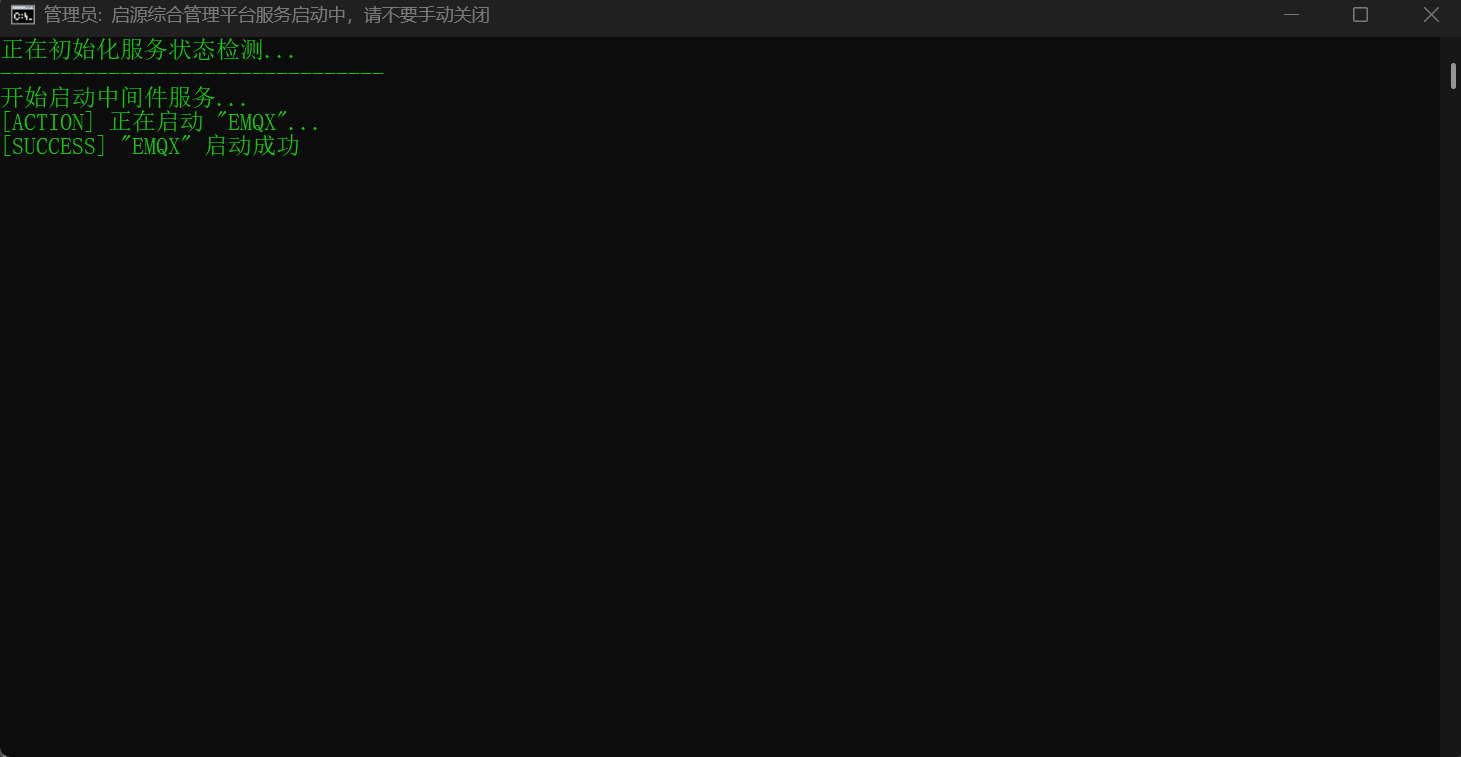 管理员: 启源综合管理平台服务启动中，请不要手动关闭
正在初始化服务状态检测...
--------------------------------
开始启动中间件服务...
[ACTION] 正在启动 "EMQX"...
[SUCCESS] "EMQX" 启动成功